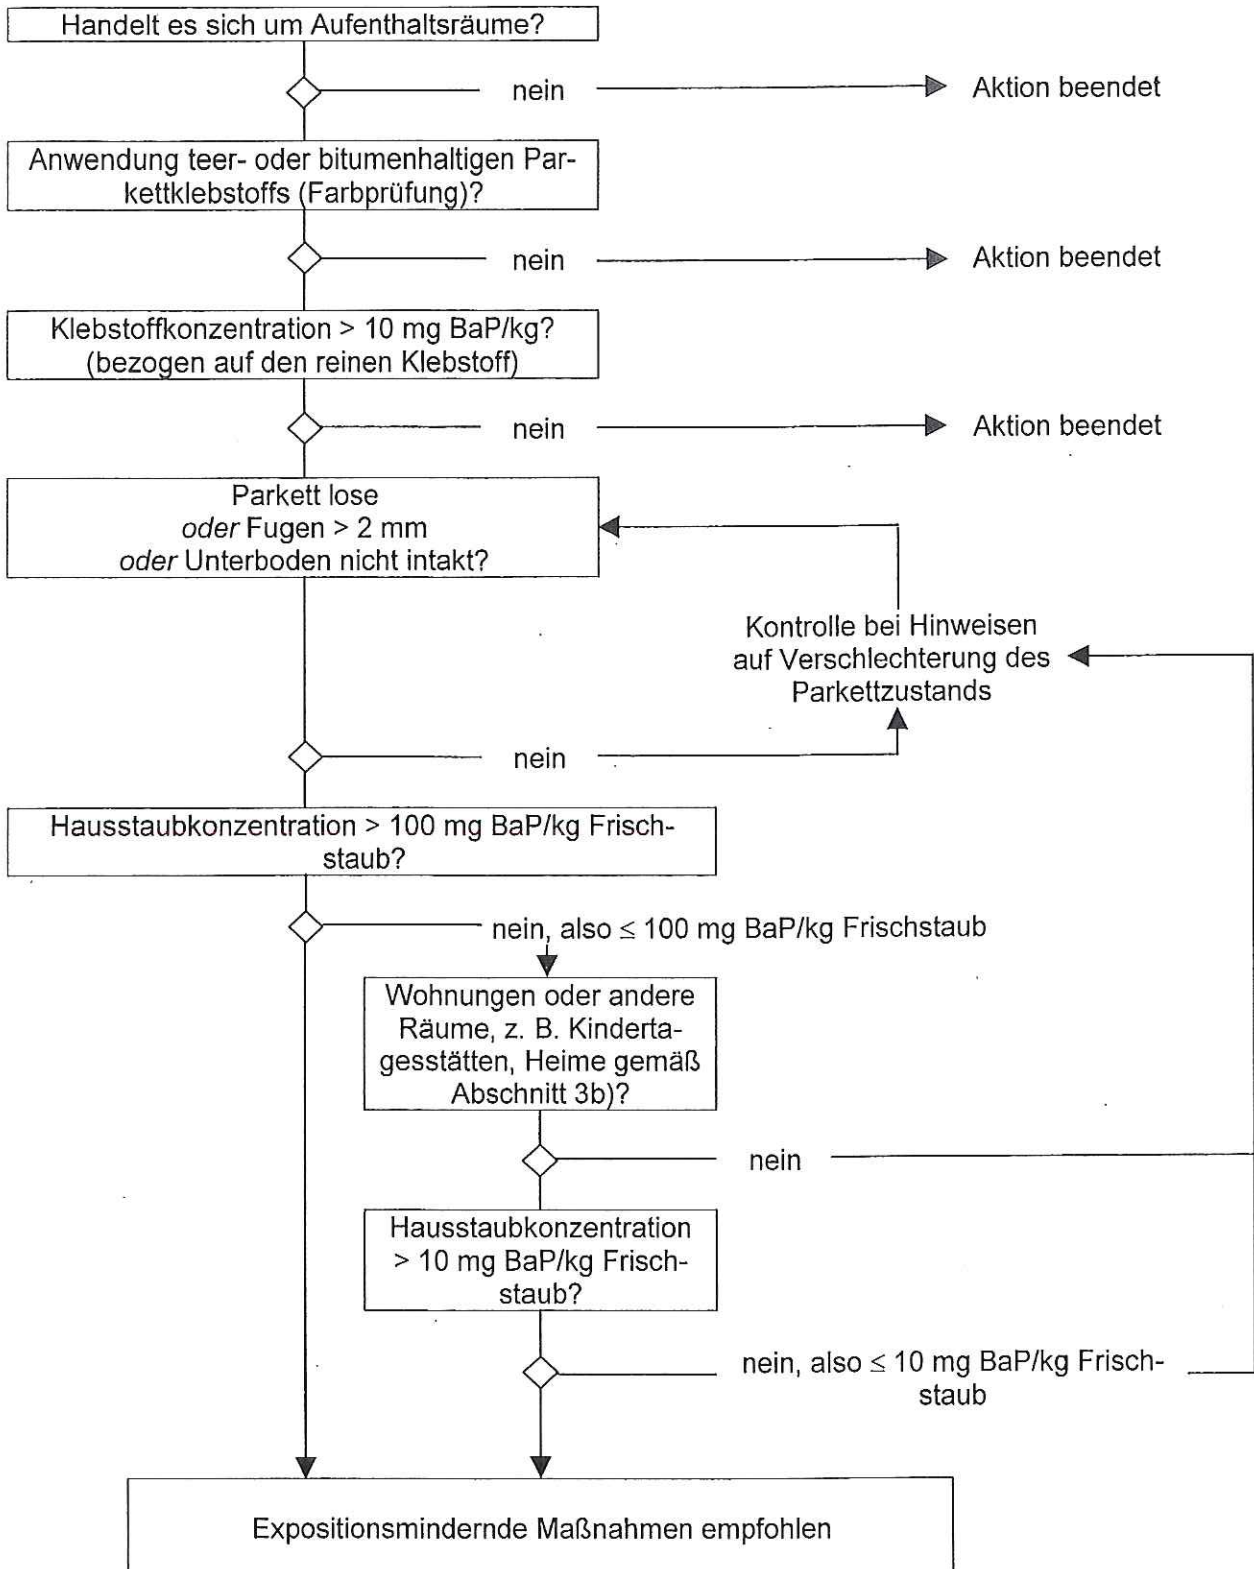 Handelt es sich um Aufenthaltsräume?
nein
Aktion beendet
Anwendung teer- oder bitumenhaltigen Par-
kettklebstoffs (Farbprüfung)?
nein
Aktion beendet
Klebstoffkonzentration > 10 mg BaP/kg?
(bezogen auf den reinen Klebstoff)
nein
Aktion beendet
Parkett lose
oder Fugen > 2 mm
oder Unterboden nicht intakt?
Kontrolle bei Hinweisen
auf Verschlechterung des
Parkettzustands
nein
Hausstaubkonzentration > 100 mg BaP/kg Frisch-
staub?
nein, also ≤ 100 mg BaP/kg Frischstaub
Wohnungen oder andere
Räume, z. B. Kinderta-
gesstätten, Heime gemäß
Abschnitt 3b)?
nein
Hausstaubkonzentration
> 10 mg BaP/kg Frisch-
staub?
nein, also ≤ 10 mg BaP/kg Frisch-
staub
Expositionsmindernde Maßnahmen empfohlen